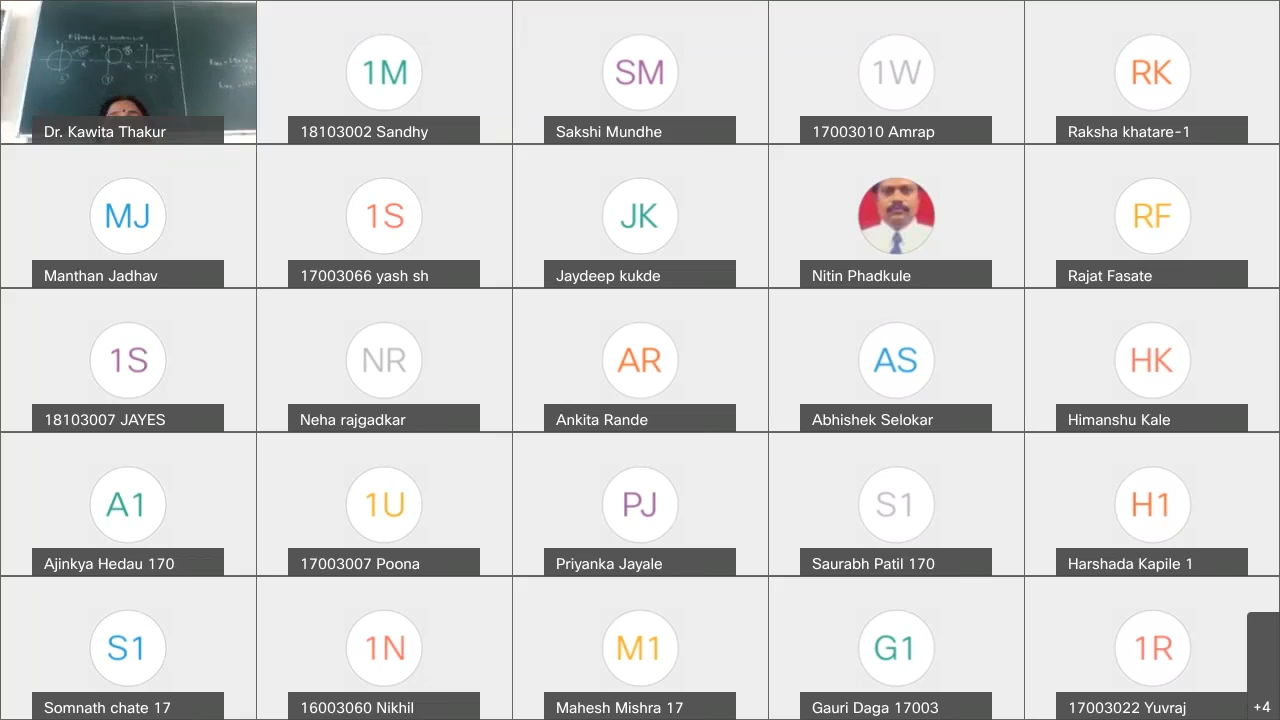 Dr. Kawita Thakur
1M
18103002 Sandhy
SM
Sakshi Mundhe
1W
17003010 Amrap
RK
Raksha khatare-1
MJ
Manthan Jadhav
1S
17003066 yash sh
JK
Jaydeep kukde
Nitin Phadkule
RF
Rajat Fasate
1S
18103007 JAYES
NR
Neha rajgadkar
AR
Ankita Rande
AS
Abhishek Selokar
HK
Himanshu Kale
A1
Ajinkya Hedau 170
1U
17003007 Poona
PJ
Priyanka Jayale
S1
Saurabh Patil 170
H1
Harshada Kapile 1
S1
Somnath chate 17
1N
16003060 Nikhil
M1
Mahesh Mishra 17
G1
Gauri Daga 17003
1R
17003022 Yuvraj
+4